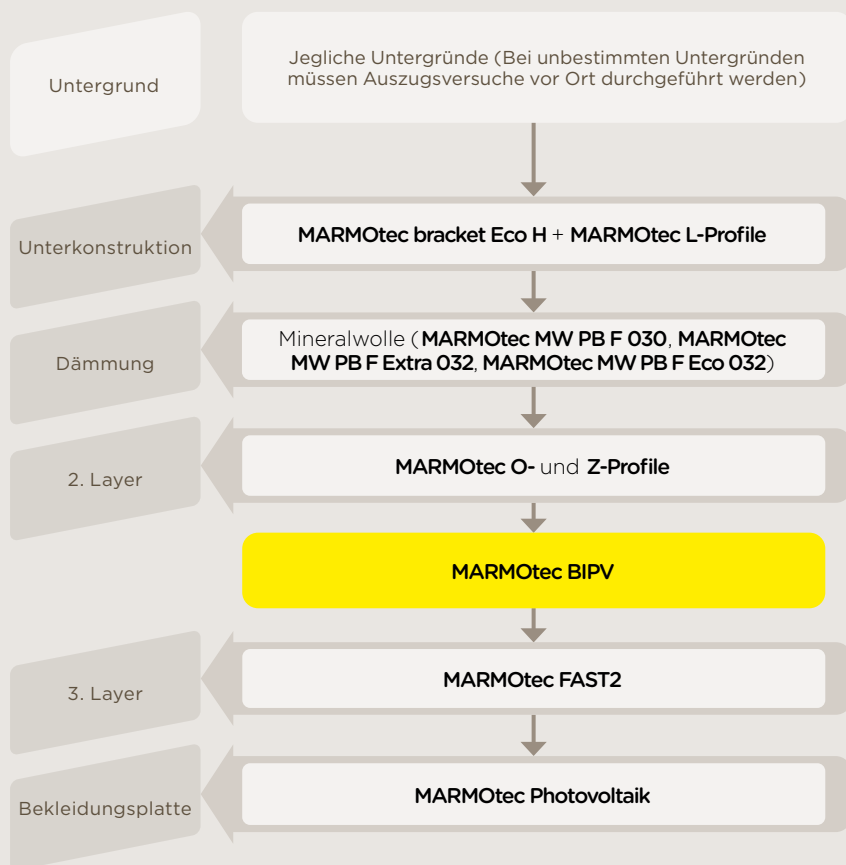 Untergrund
Jegliche Untergründe (Bei unbestimmten Untergründen
müssen Auszugsversuche vor Ort durchgeführt werden)
Unterkonstruktion
MARMOtec bracket Eco H + MARMOtec L-Profile
Dämmung
Mineralwolle (MARMOtec MW PB F 030, MARMOtec
MW PB F Extra 032, MARMOtec MW PB F Eco 032)
2. Layer
MARMOtec O- und Z-Profile
MARMOtec BIPV
3. Layer
MARMOtec FAST2
Bekleidungsplatte
MARMOtec Photovoltaik